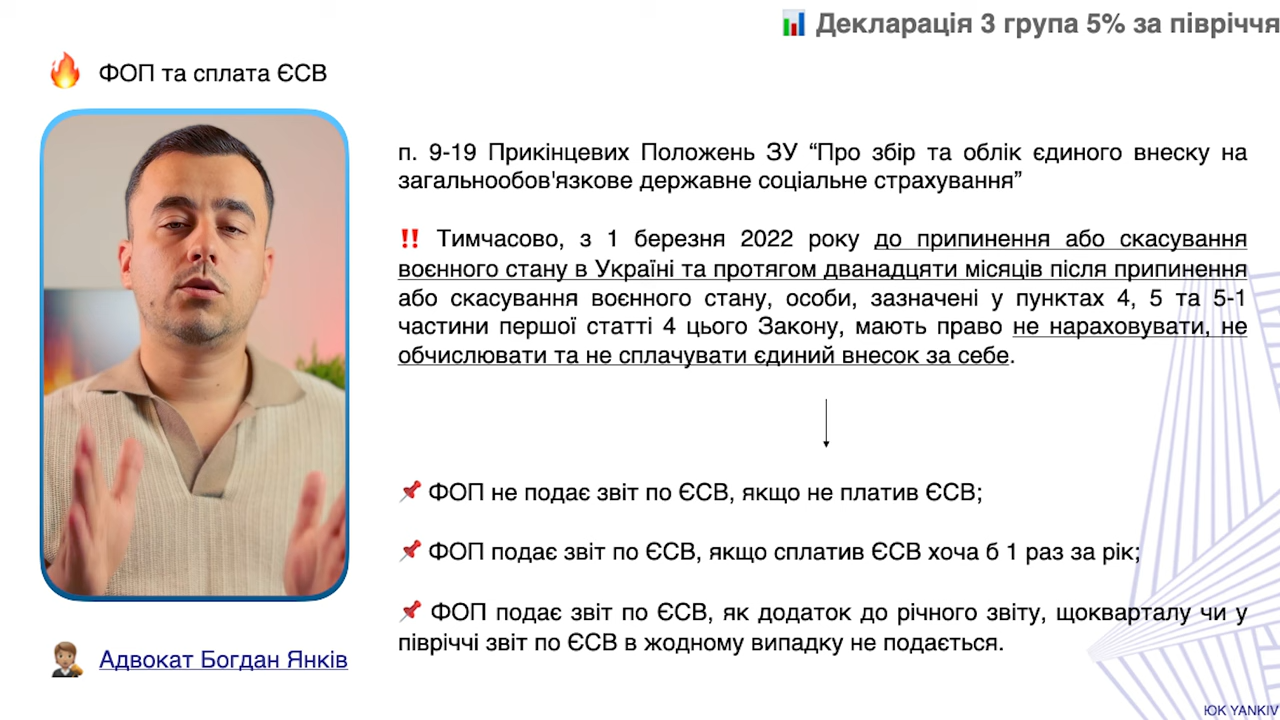 Декларація 3 група 5% за півріччя
ФОП та сплата ЄСВ
п. 9-19 Прикінцевих Положень ЗУ “Про збір та облік єдиного внеску на
загальнообов'язкове державне соціальне страхування”
‼️ Тимчасово, з 1 березня 2022 року до припинення або скасування
воєнного стану в Україні та протягом дванадцяти місяців після припинення
або скасування воєнного стану, особи, зазначені у пунктах 4, 5 та 5-1
частини першої статті 4 цього Закону, мають право не нараховувати, не
обчислювати та не сплачувати єдиний внесок за себе.
ФОП не подає звіт по ЄСВ, якщо не платив ЄСВ;
ФОП подає звіт по ЄСВ, якщо сплатив ЄСВ хоча б 1 раз за рік;
ФОП подає звіт по ЄСВ, як додаток до річного звіту, щокварталу чи у
півріччі звіт по ЄСВ в жодному випадку не подається.
Адвокат Богдан Янків
ЮК YANKIV